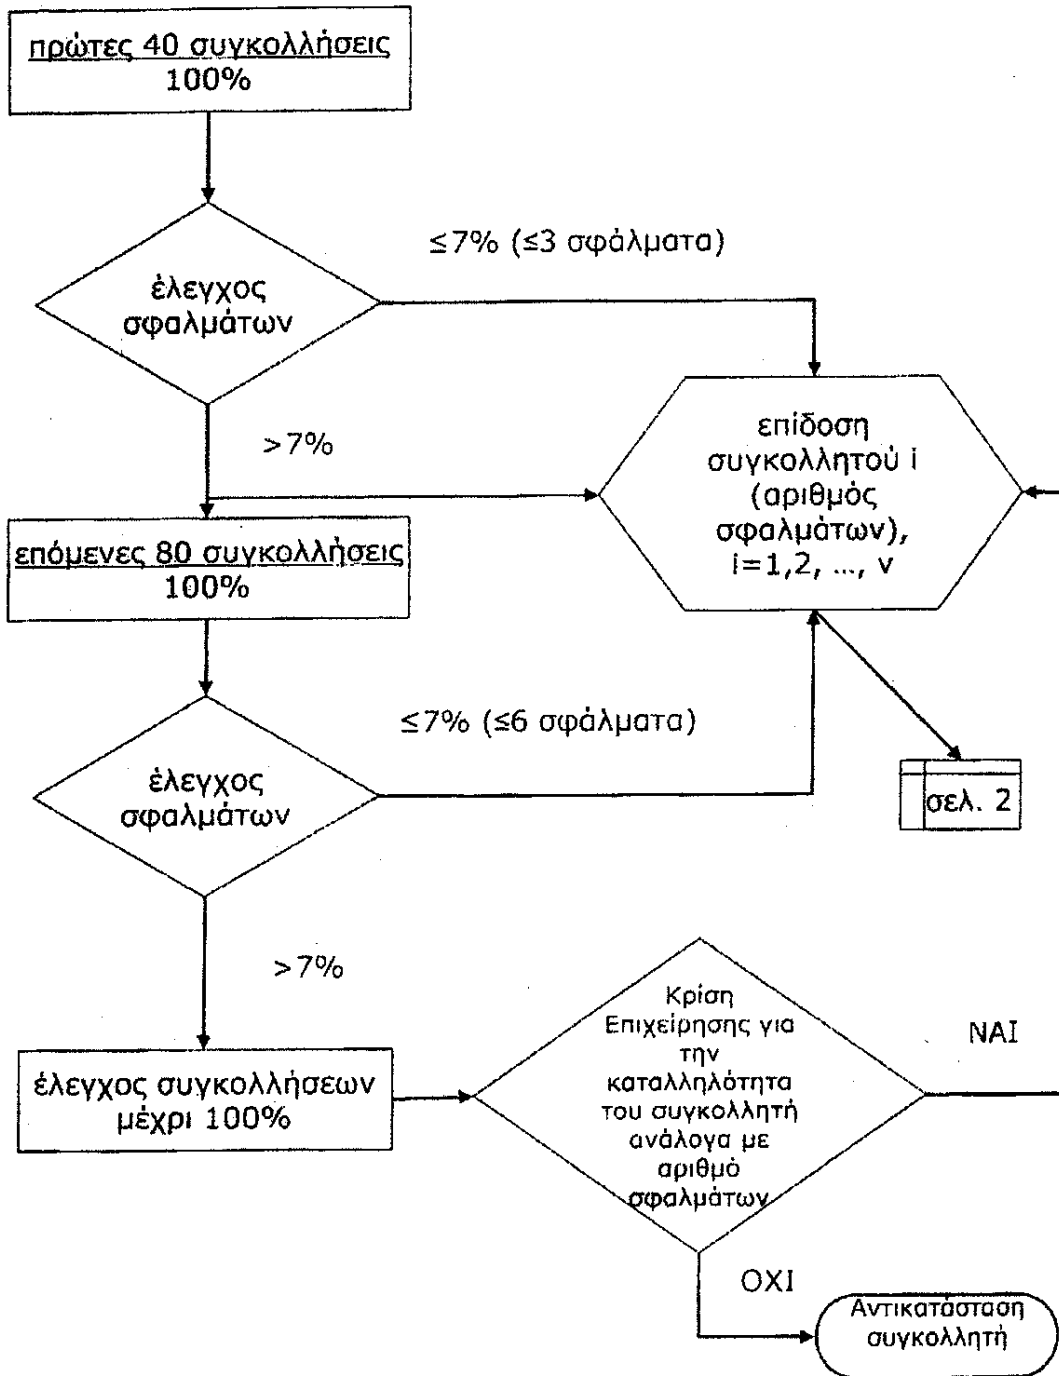 πρώτες 40 συγκολλήσεις
100%
≤7% (≤3 σφάλματα)
έλεγχος
σφαλμάτων
>7%
επίδοση
συγκολλητού i
(αριθμός
σφαλμάτων),
i=1,2, ..., ν
επόμενες 80 συγκολλήσεις
100%
≤7% (≤6 σφάλματα)
έλεγχος
σφαλμάτων
σελ. 2
>7%
έλεγχος συγκολλήσεων
μέχρι 100%
Κρίση
Επιχείρησης για
την
καταλληλότητα
του συγκολλητή
ανάλογα με
αριθμό
σφαλμάτων
ΝΑΙ
ΟΧΙ
Αντικατάσταση
συγκολλητή